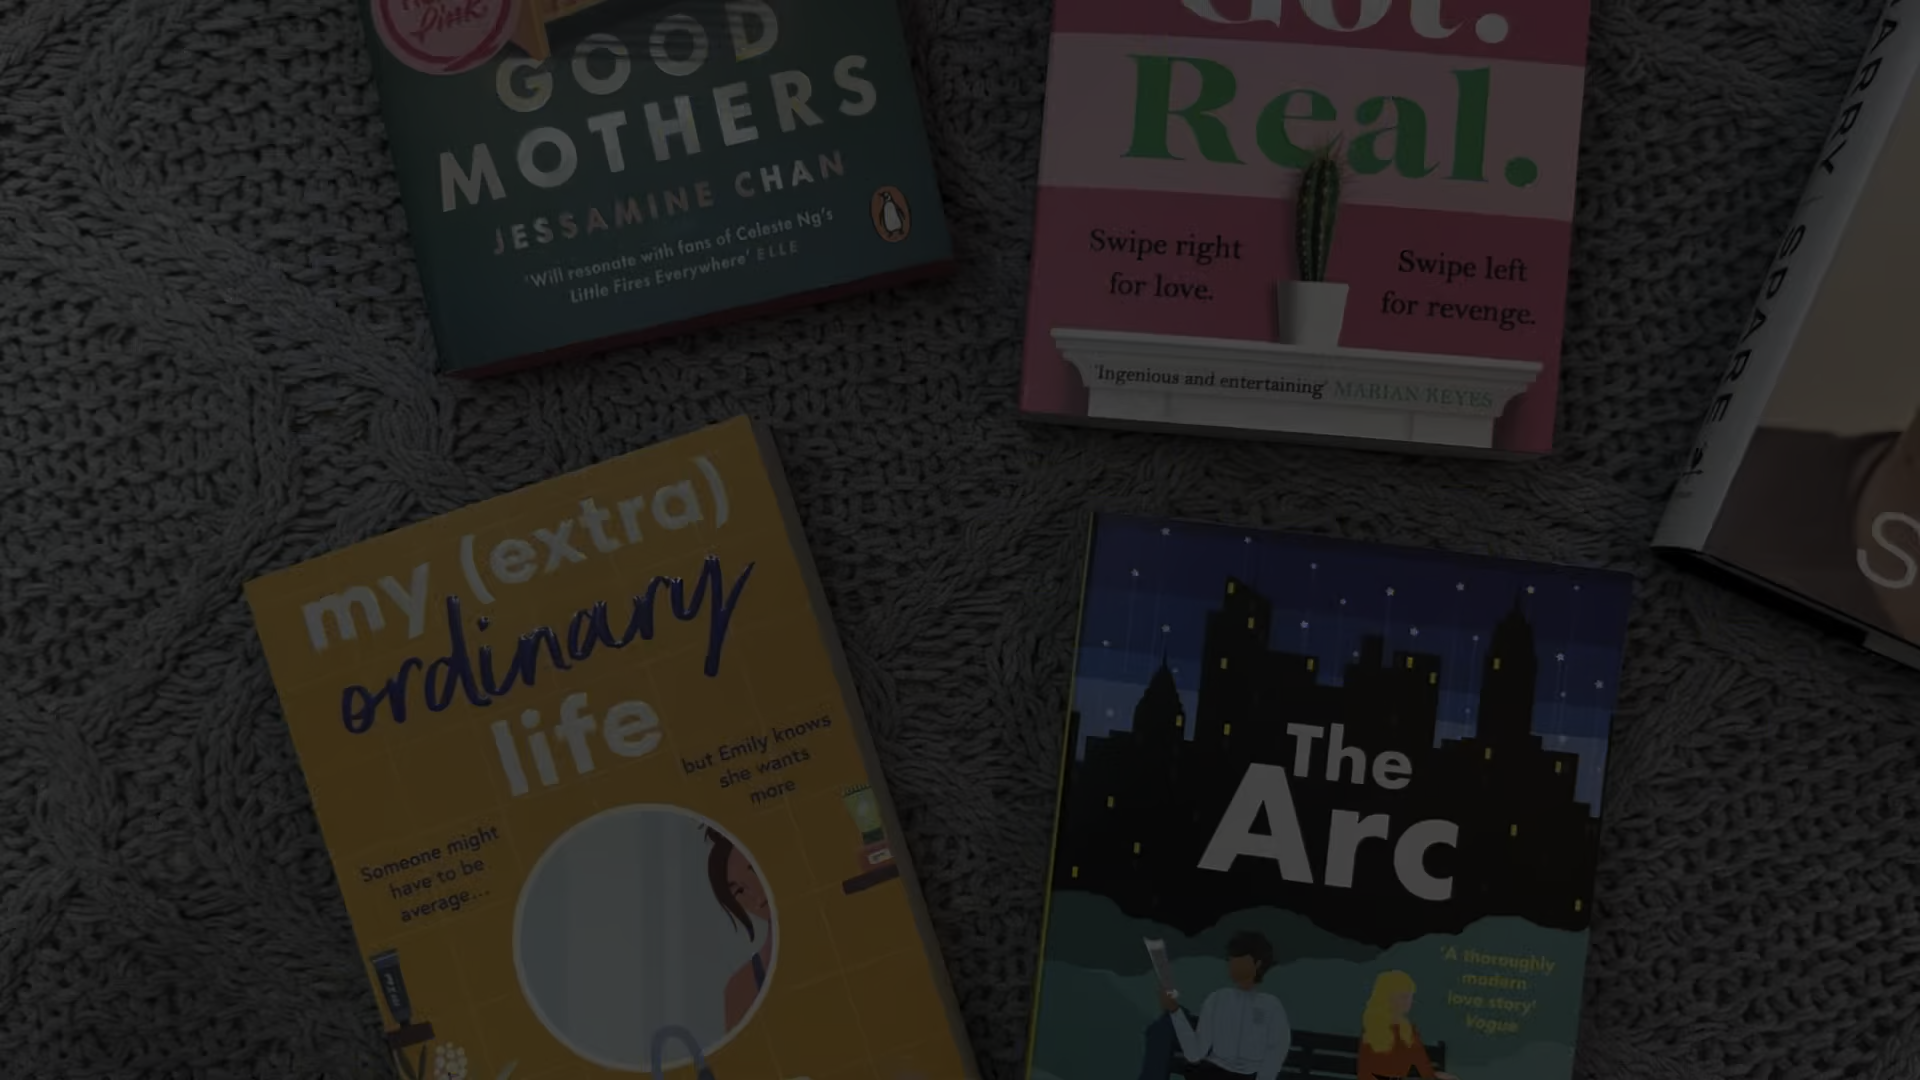 Pink
GOOD
MOTHERS
JESSAMINE CHAN
'Will resonate with fans of Celeste Ng's
Little Fires Everywhere' ELLE
Got.
Real.
Swipe right
for love.
Swipe left
for revenge.
'Ingenious and entertaining' MARIAN KEYES
SPARE
S
my (extra)
ordinary
life
but Emily knows
she wants
more
Someone might
have to be
average...
The
Arc
'A thoroughly
modern
love story'
Vogue